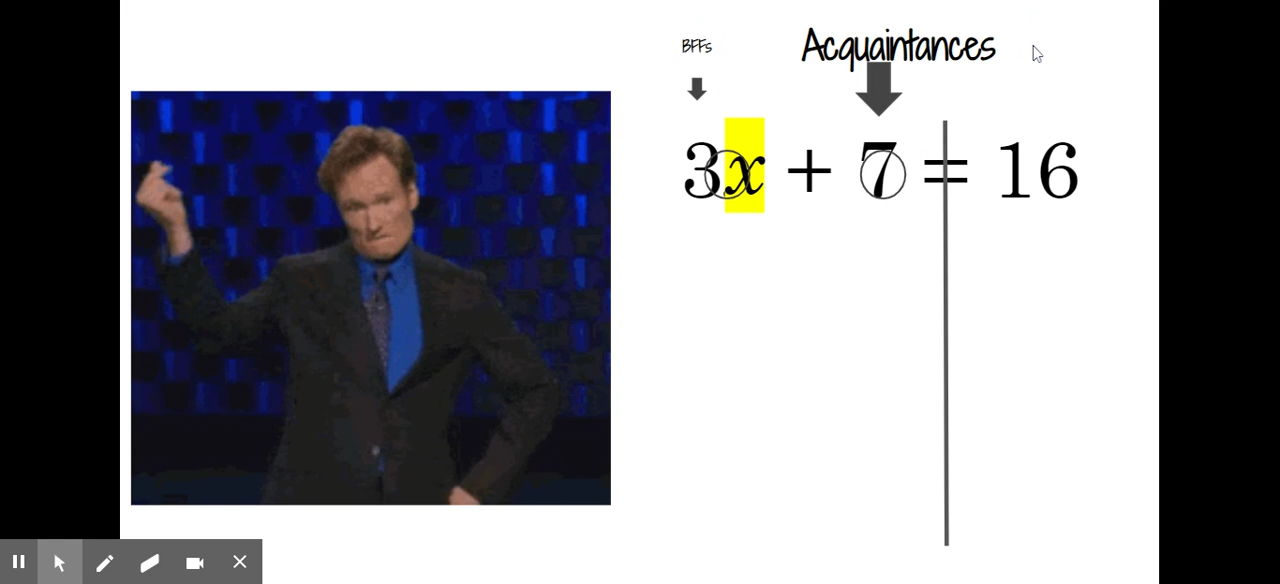 BFFs
Acquaintances
3x + 7 = 16